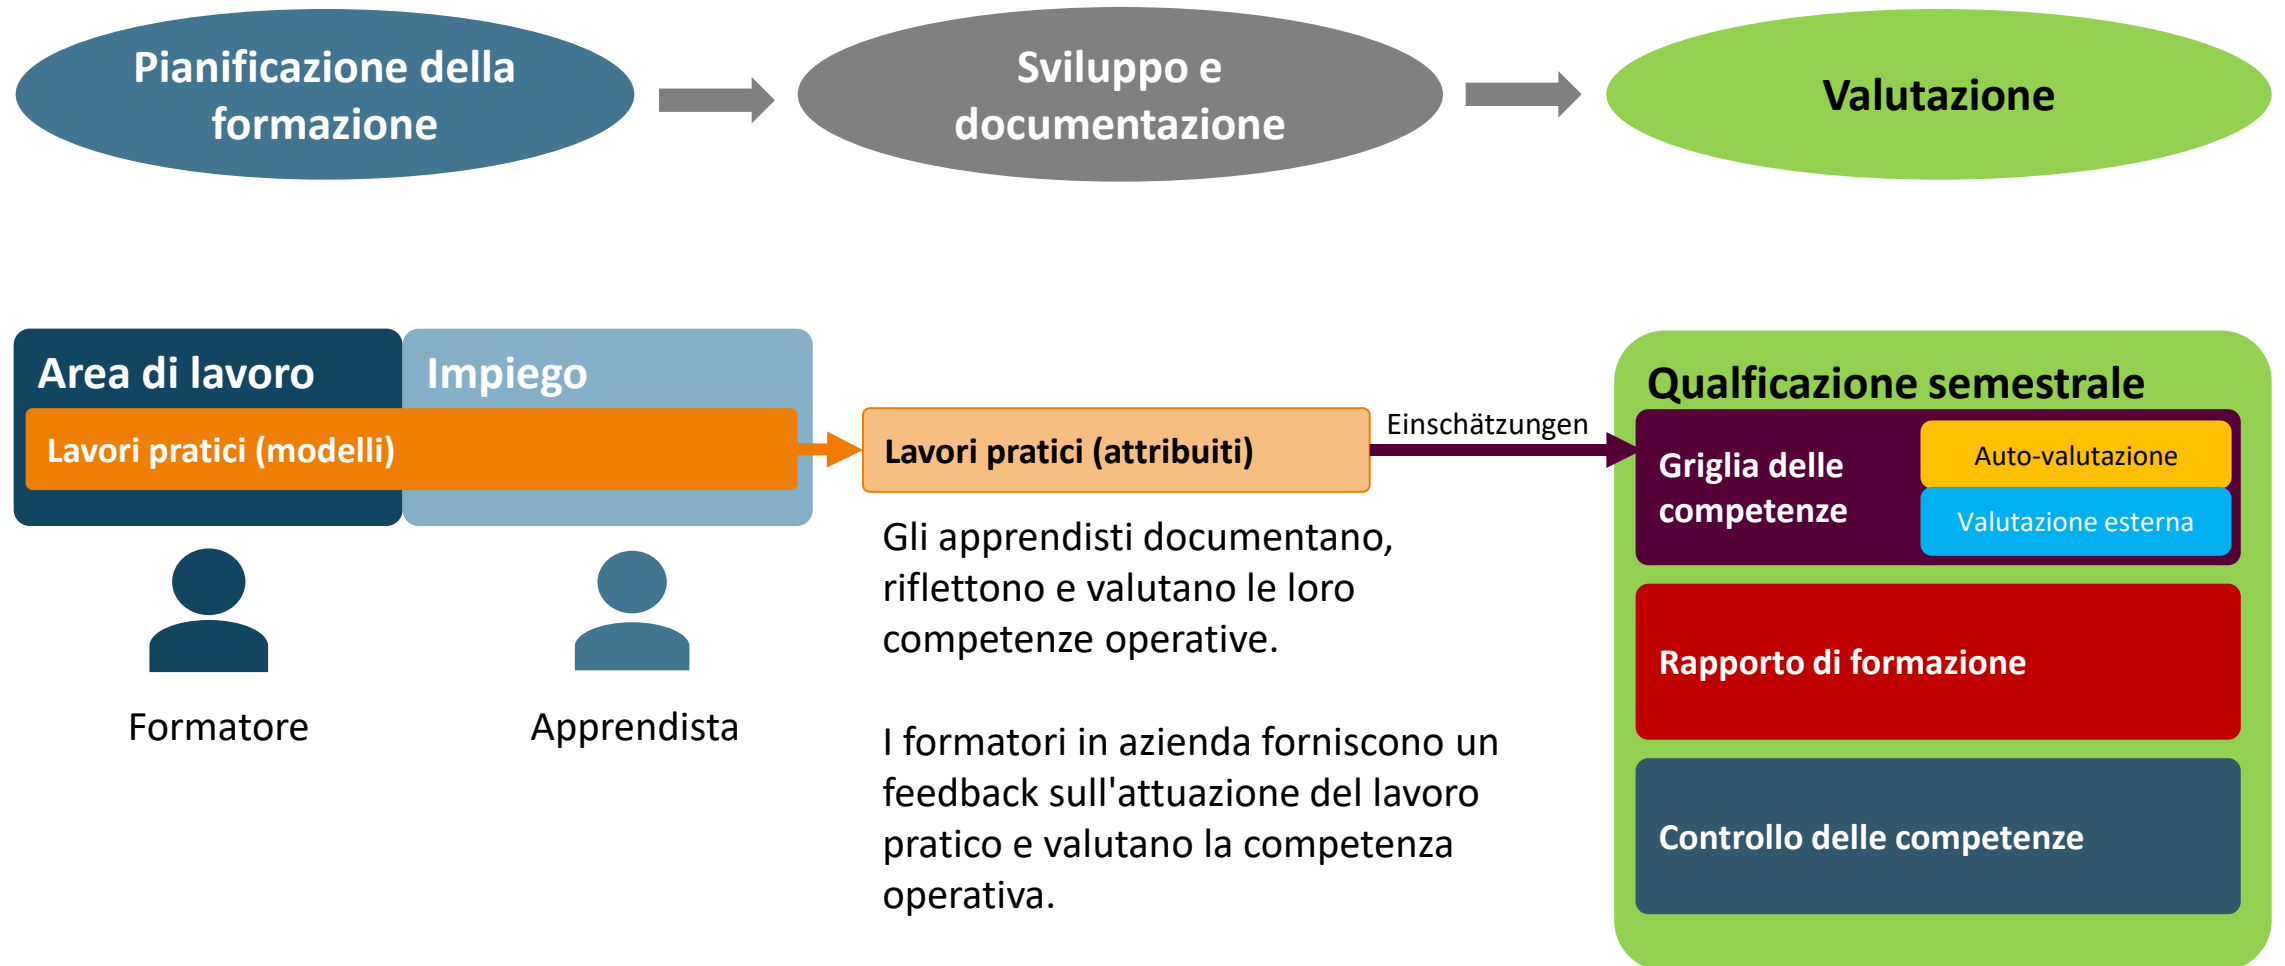 Pianificazione della
formazione
Sviluppo e
documentazione
Valutazione
Area di lavoro
Impiego
Lavori pratici (modelli)
Formatore
Apprendista
Lavori pratici (attribuiti)
Einschätzungen
Gli apprendisti documentano,
riflettono e valutano le loro
competenze operative.
I formatori in azienda forniscono un
feedback sull'attuazione del lavoro
pratico e valutano la competenza
operativa.
Qualficazione semestrale
Griglia delle
competenze
Auto-valutazione
Valutazione esterna
Rapporto di formazione
Controllo delle competenze